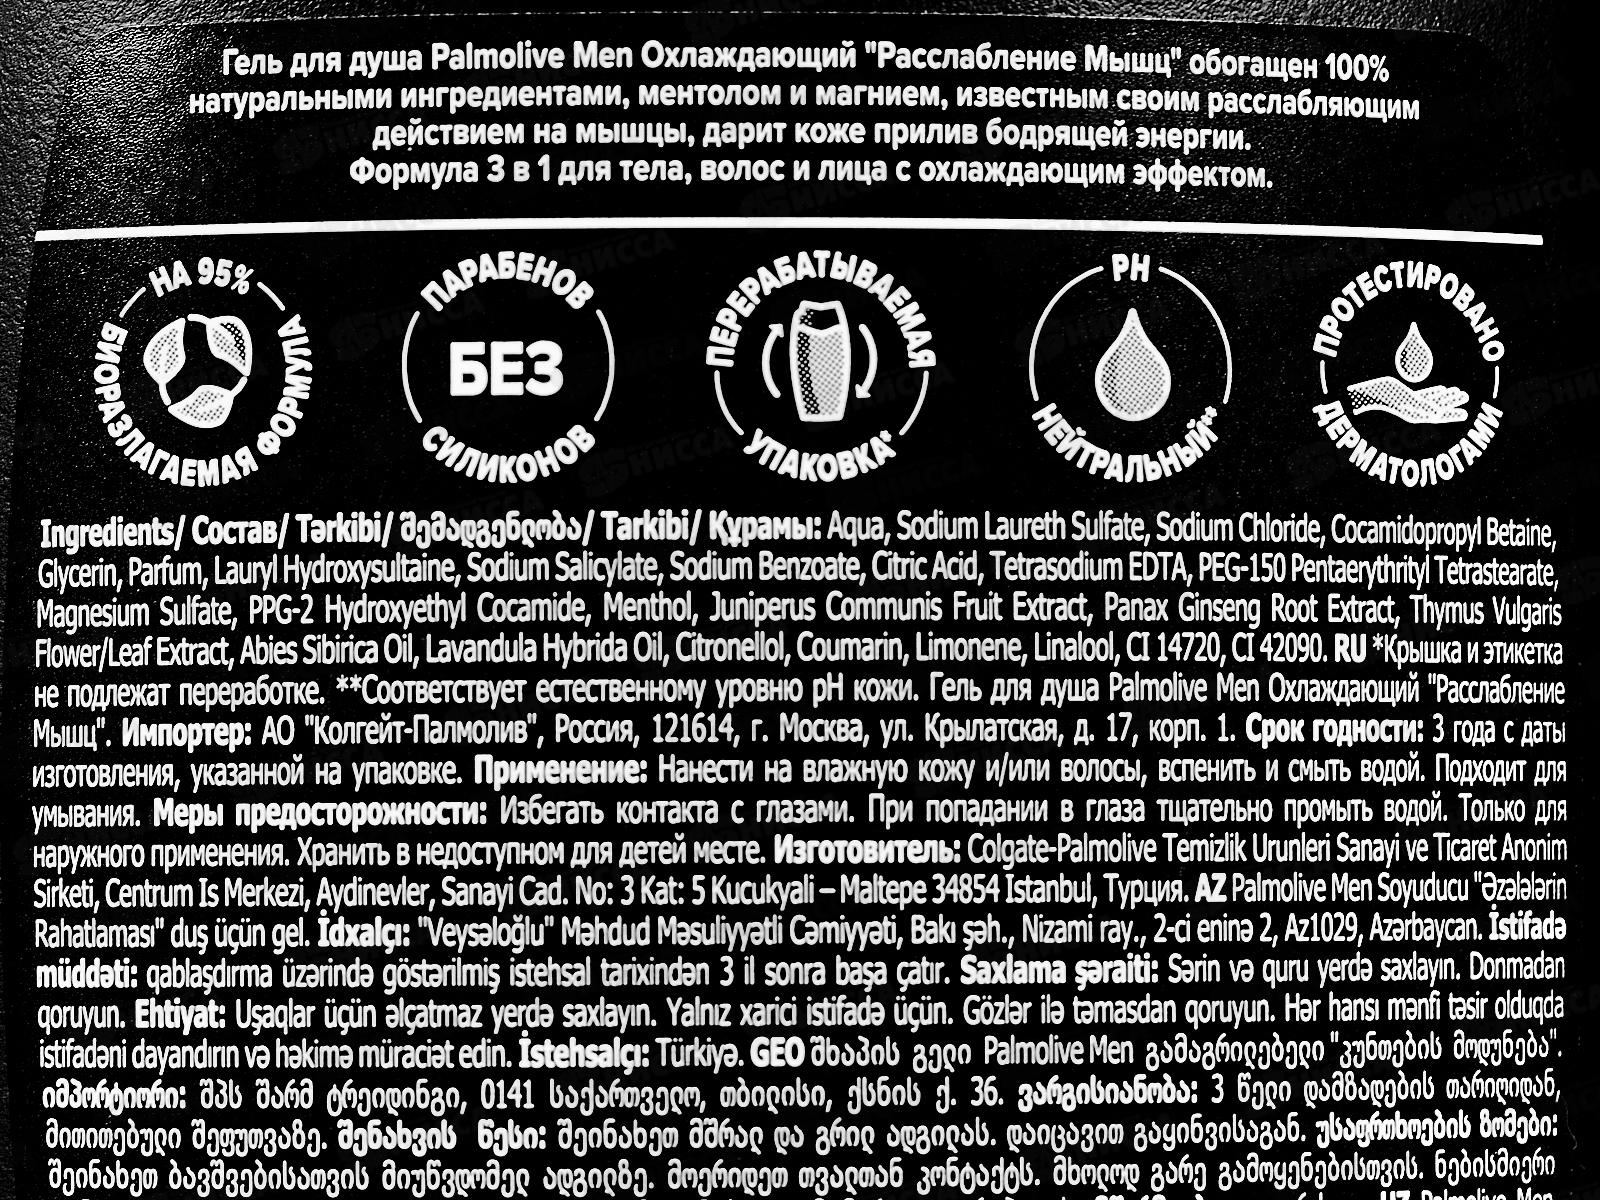 Гель для душа Palmolive Men Охлаждающий "Расслабление Мышц" обогащен 100%
натуральными ингредиентами, ментолом и магнием, известным своим расслабляющим
действием на мышцы, дарит коже прилив бодрящей энергии.
Формула 3 в 1 для тела, волос и лица с охлаждающим эффектом.
НА 95%
БИОРАЗЛАГАЕМАЯ ФОРМУЛА
ПАРАБЕНОВ
БЕЗ
СИЛИКОНОВ
ПЕРЕРАБАТЫВАЕМАЯ
УПАКОВКА*
PH
НЕЙТРАЛЬНЫЙ**
ПРОТЕСТИРОВАНО
ДЕРМАТОЛОГАМИ
Ingredients/ Состав/ Tərkibi/ შემადგენლობა/ Tarkibi/ Құрамы: Aqua, Sodium Laureth Sulfate, Sodium Chloride, Cocamidopropyl Betaine,
Glycerin, Parfum, Lauryl Hydroxysultaine, Sodium Salicylate, Sodium Benzoate, Citric Acid, Tetrasodium EDTA, PEG-150 Pentaerythrityl Tetrastearate,
Magnesium Sulfate, PPG-2 Hydroxyethyl Cocamide, Menthol, Juniperus Communis Fruit Extract, Panax Ginseng Root Extract, Thymus Vulgaris
Flower/Leaf Extract, Abies Sibirica Oil, Lavandula Hybrida Oil, Citronellol, Coumarin, Limonene, Linalool, CI 14720, CI 42090. RU *Крышка и этикетка
не подлежат переработке. **Соответствует естественному уровню pH кожи. Гель для душа Palmolive Men Охлаждающий "Расслабление
Мышц". Импортер: АО "Колгейт-Палмолив", Россия, 121614, г. Москва, ул. Крылатская, д. 17, корп. 1. Срок годности: 3 года с даты
изготовления, указанной на упаковке. Применение: Нанести на влажную кожу и/или волосы, вспенить и смыть водой. Подходит для
умывания. Меры предосторожности: Избегать контакта с глазами. При попадании в глаза тщательно промыть водой. Только для
наружного применения. Хранить в недоступном для детей месте. Изготовитель: Colgate-Palmolive Temizlik Urunleri Sanayi ve Ticaret Anonim
Sirketi, Centrum Is Merkezi, Aydinevler, Sanayi Cad. No: 3 Kat: 5 Kucukyali – Maltepe 34854 Istanbul, Турция. AZ Palmolive Men Soyuducu "Əzələlərin
Rahatlaması" duş üçün gel. İdxalçı: "Veysəloğlu" Məhdud Məsuliyyətli Cəmiyyəti, Bakı şəh., Nizami ray., 2-ci eninə 2, Az1029, Azərbaycan. İstifadə
müddəti: qablaşdırma üzərində göstərilmiş istehsal tarixindən 3 il sonra başa çatır. Saxlama şəraiti: Sərin və quru yerdə saxlayın. Donmadan
qoruyun. Ehtiyat: Uşaqlar üçün əlçatmaz yerdə saxlayın. Yalnız xarici istifadə üçün. Gözlər ilə təmasdan qoruyun. Hər hansı mənfi təsir olduqda
istifadəni dayandırın və həkimə müraciət edin. İstehsalçı: Türkiyə. GEO შხაპის გელი Palmolive Men გამაგრილებელი "კუნთების მოდუნება".
იმპორტიორი: შპს შარმ ტრეიდინგი, 0141 საქართველო, თბილისი, ქსნის ქ. 36. ვარგისიანობა: 3 წელი დამზადების თარიღიდან,
მითითებული შეფუთვაზე. შენახვის წესი: შეინახეთ მშრალ და გრილ ადგილას. დაიცავით გაყინვისაგან. უსაფრთხოების ზომები:
შეინახეთ ბავშვებისათვის მიუწვდომელ ადგილზე. მოერიდეთ თვალთან კონტაქტს. მხოლოდ გარე გამოყენებისთვის. ნებისმიერი